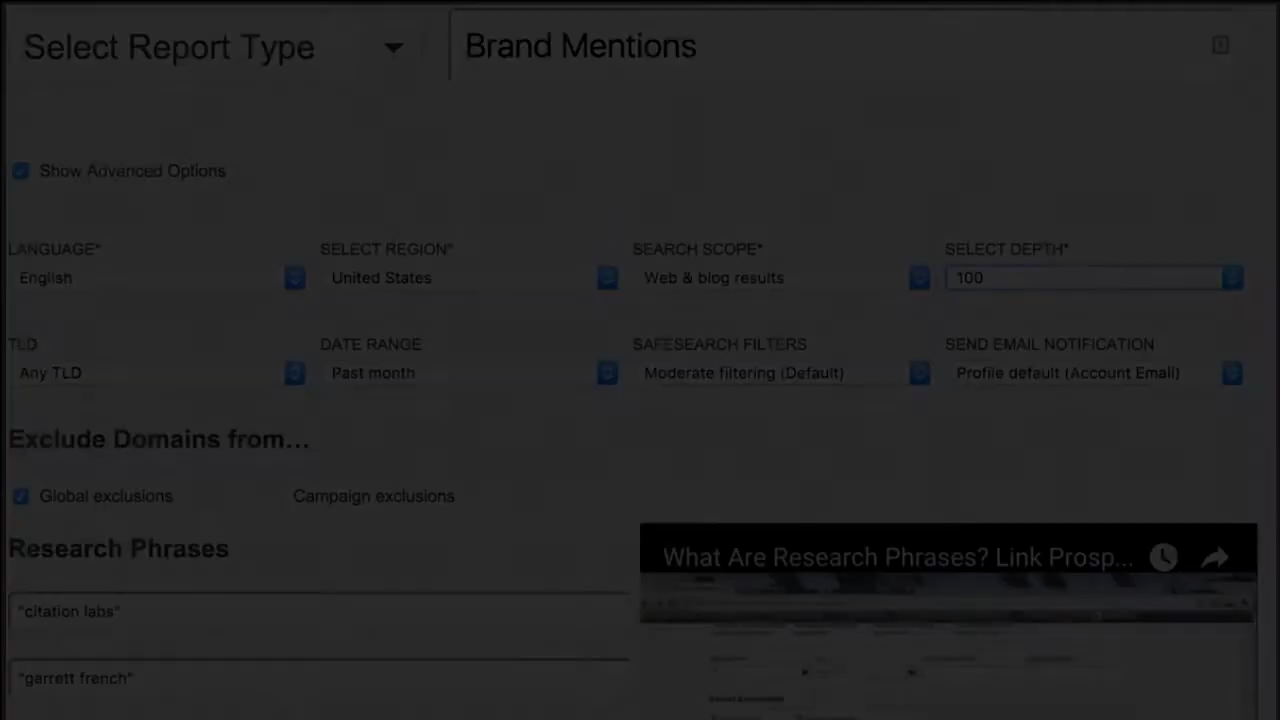 Select Report Type
Brand Mentions
Show Advanced Options
LANGUAGE* SELECT REGION* SEARCH SCOPE* SELECT DEPTH*
English United States Web & blog results 100
TLD DATE RANGE SAFESEARCH FILTERS SEND EMAIL NOTIFICATION
Any TLD Past month Moderate filtering (Default) Profile default (Account Email)
Exclude Domains from...
Global exclusions Campaign exclusions
Research Phrases
What Are Research Phrases? Link Prosp...
"citation labs"
"garrett french"